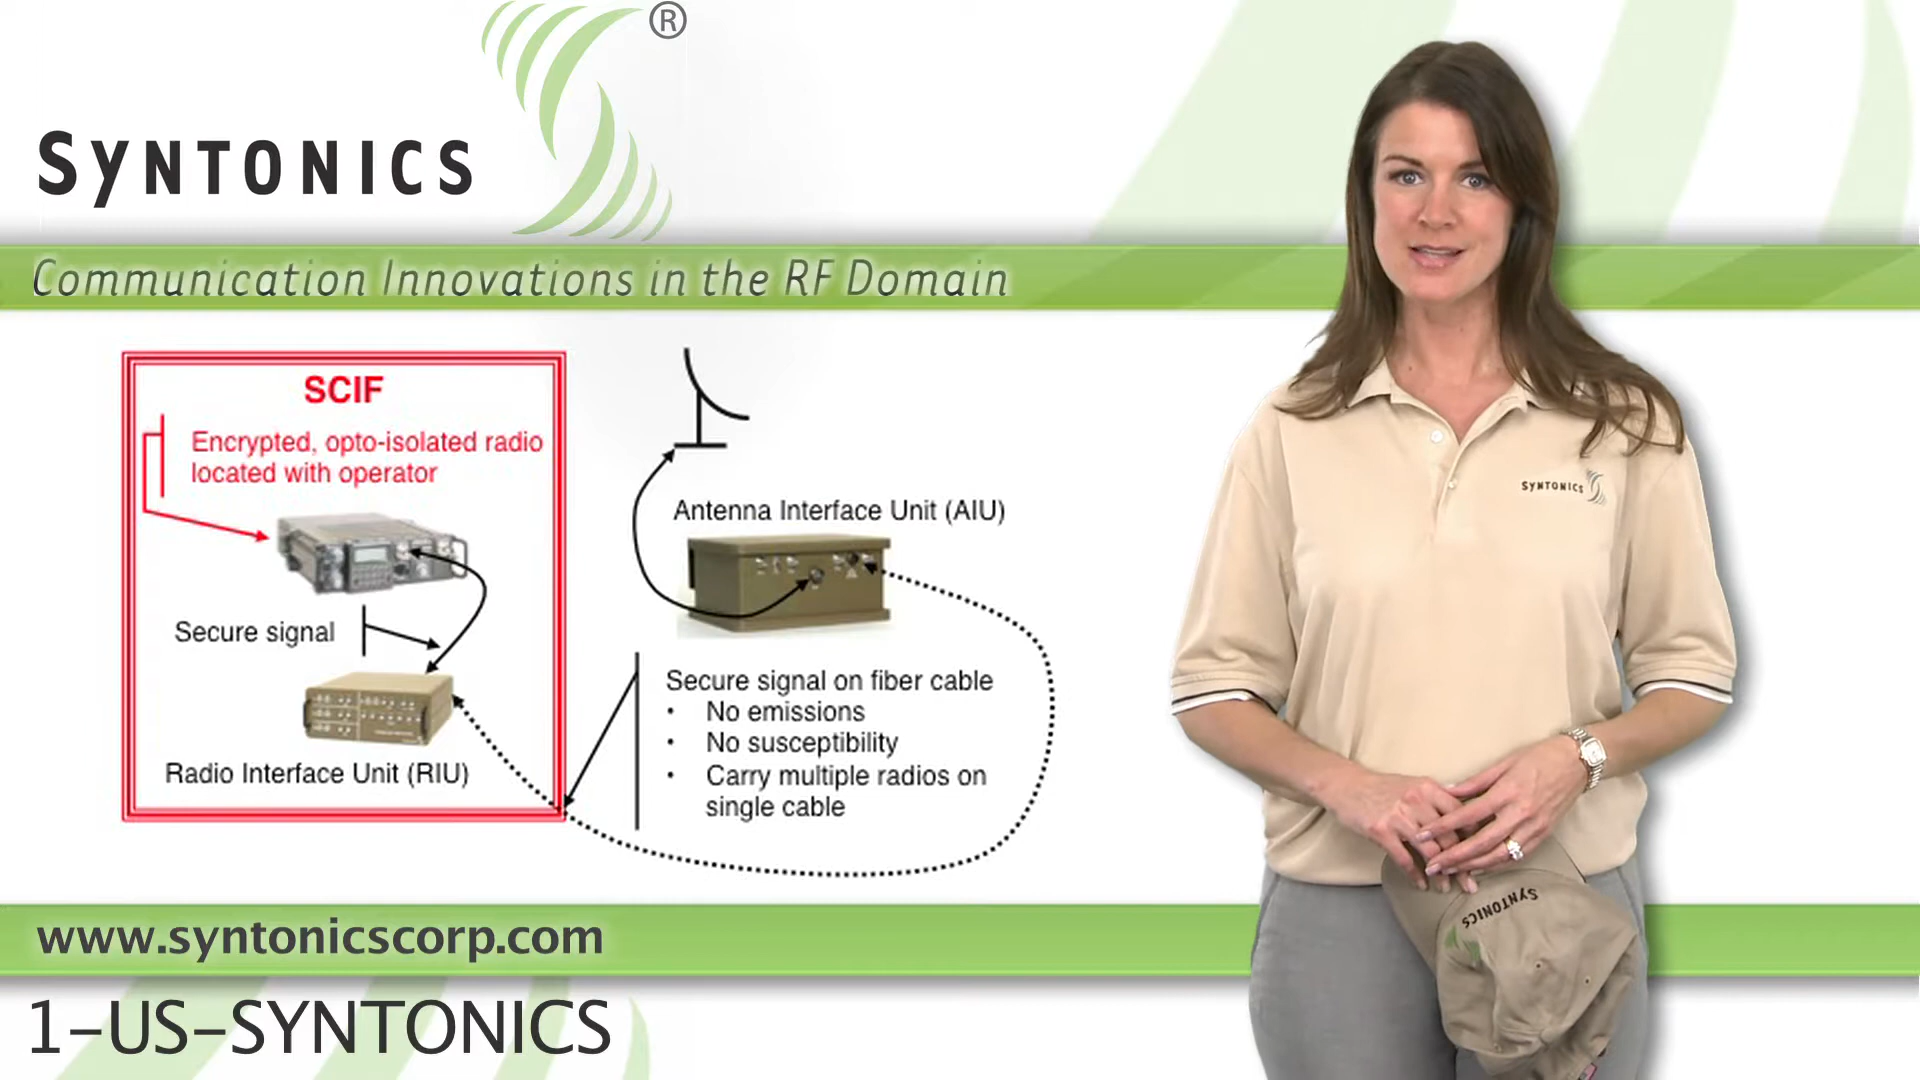 ®
SYNTONICS
Communication Innovations in the RF Domain
SCIF
Encrypted, opto-isolated radio
located with operator
Secure signal
Radio Interface Unit (RIU)
Antenna Interface Unit (AIU)
Secure signal on fiber cable
• No emissions
• No susceptibility
• Carry multiple radios on
single cable
SYNTONICS
SYNTONICS
www.syntonicscorp.com
1-US-SYNTONICS